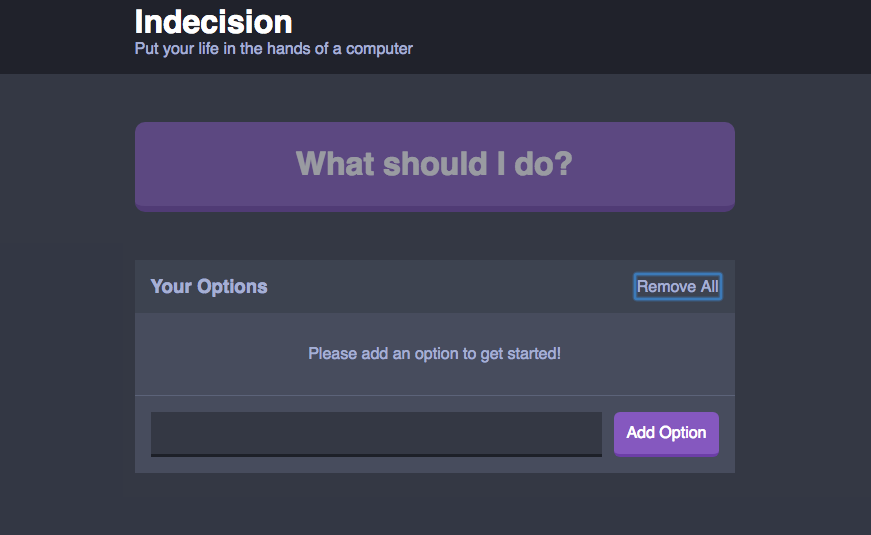 Indecision
Put your life in the hands of a computer
What should I do?
Your Options
Remove All
Please add an option to get started!
Add Option